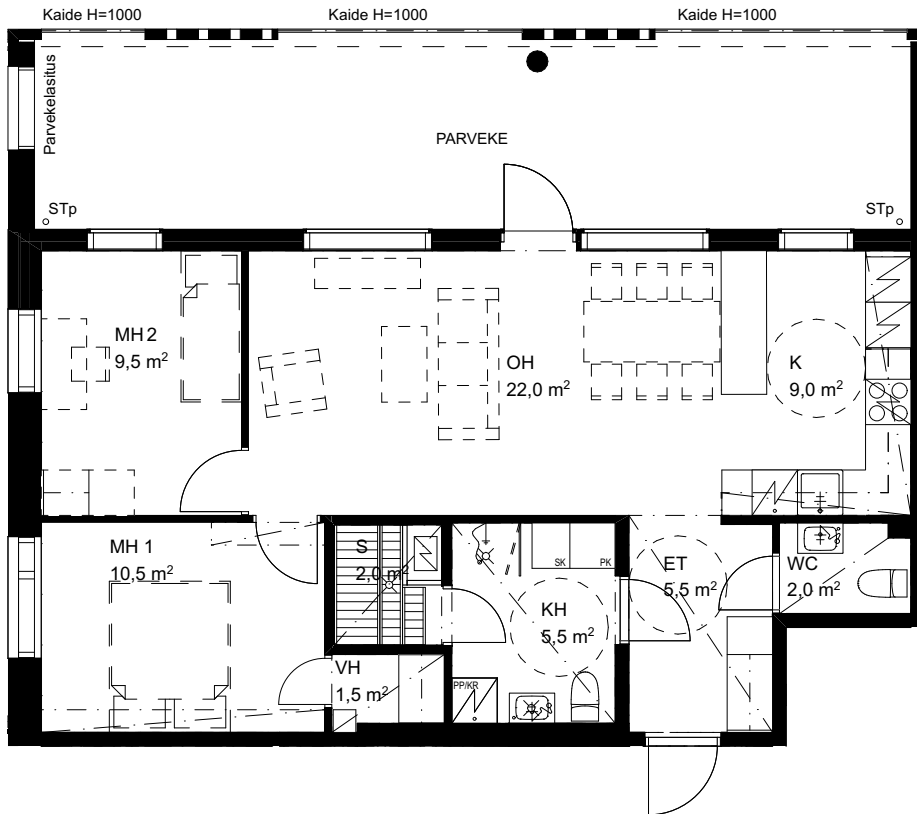 Kaide H=1000
Kaide H=1000
Kaide H=1000
Parvekelasitus
PARVEKE
STp
STp
MH 2
9,5 m²
OH
22,0 m²
K
9,0 m²
MH 1
10,5 m²
S
2,0 m²
SK
PK
KH
5,5 m²
ET
5,5 m²
WC
2,0 m²
VH
1,5 m²
PP/KR